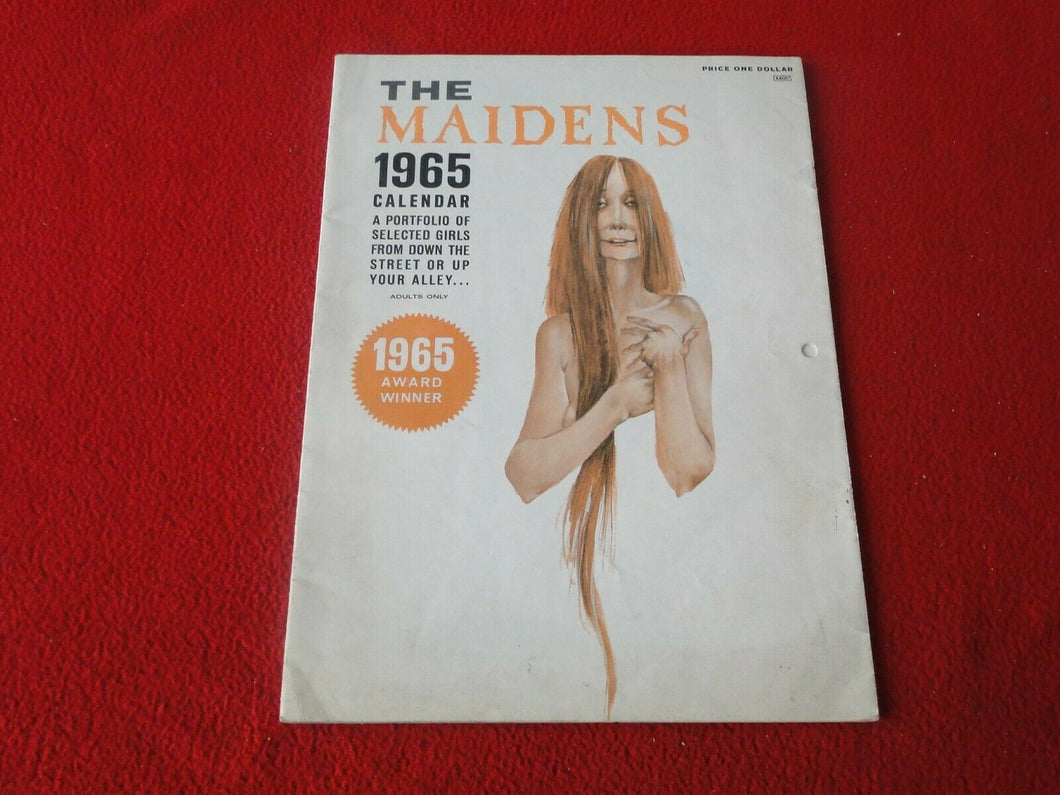 PRICE ONE DOLLAR
THE
MAIDENS
1965
CALENDAR
A PORTFOLIO OF
SELECTED GIRLS
FROM DOWN THE
STREET OR UP
YOUR ALLEY...
ADULTS ONLY
1965
AWARD
WINNER